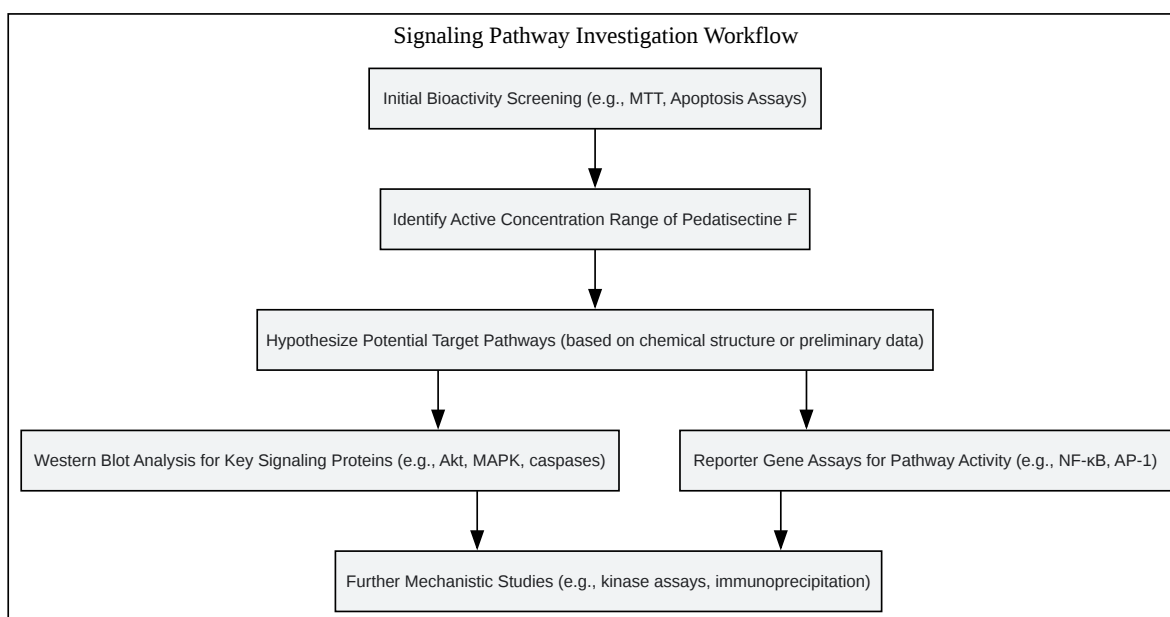 Signaling Pathway Investigation Workflow
Initial Bioactivity Screening (e.g., MTT, Apoptosis Assays)
Identify Active Concentration Range of Pedatisectine F
Hypothesize Potential Target Pathways (based on chemical structure or preliminary data)
Western Blot Analysis for Key Signaling Proteins (e.g., Akt, MAPK, caspases)
Reporter Gene Assays for Pathway Activity (e.g., NF-κB, AP-1)
Further Mechanistic Studies (e.g., kinase assays, immunoprecipitation)